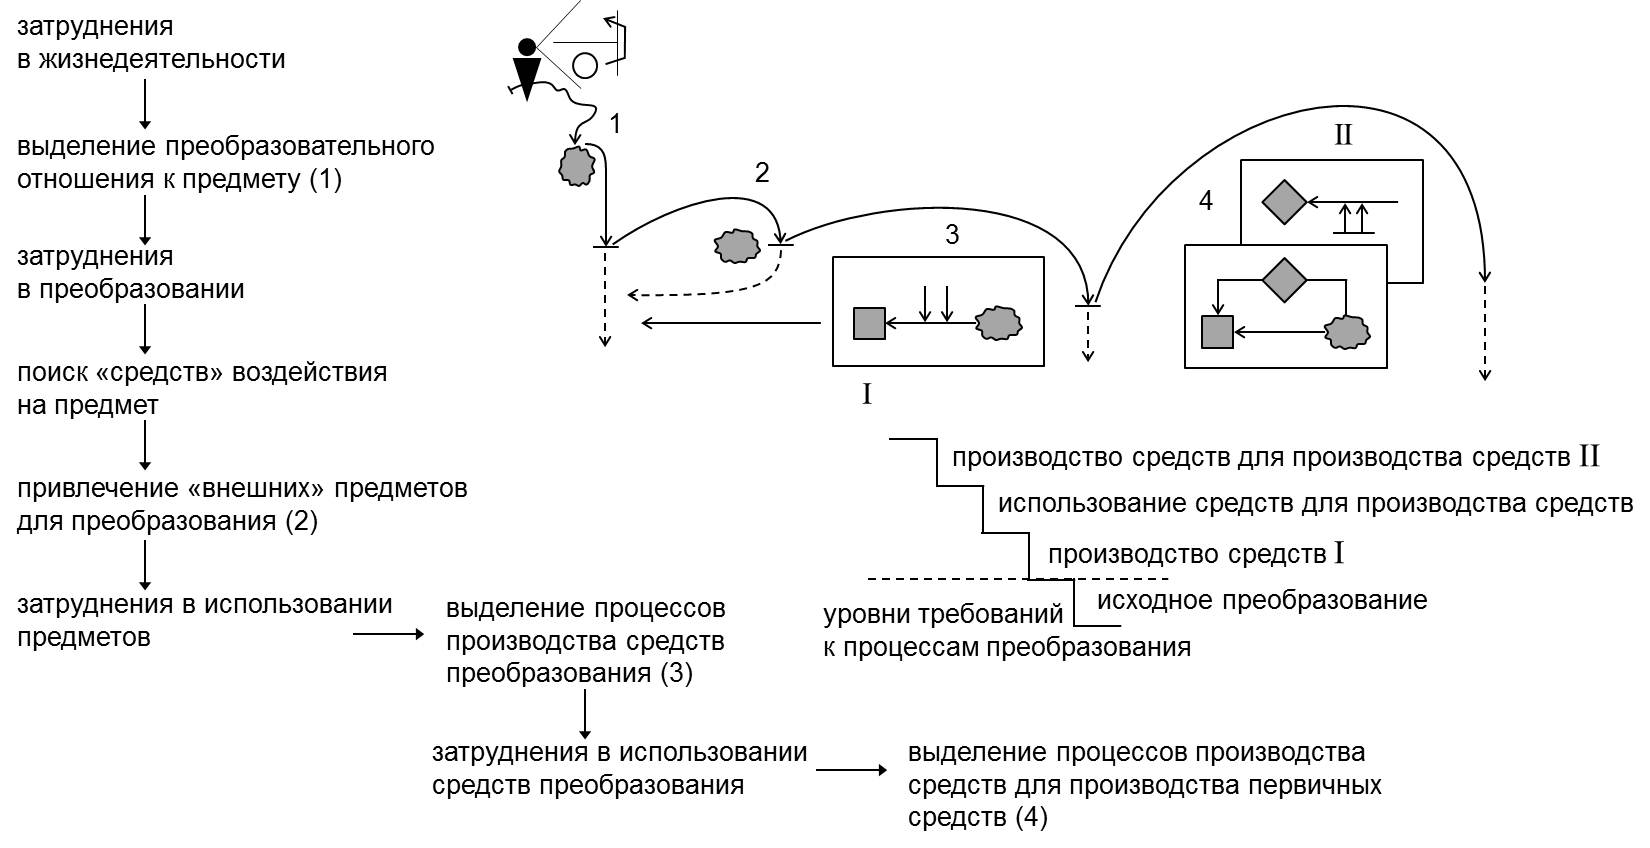 затруднения
в жизнедеятельности
выделение преобразовательного
отношения к предмету (1)
затруднения
в преобразовании
поиск «средств» воздействия
на предмет
привлечение «внешних» предметов
для преобразования (2)
затруднения в использовании
предметов
выделение процессов
производства средств
преобразования (3)
затруднения в использовании
средств преобразования
выделение процессов производства
средств для производства первичных
средств (4)
1
2
3
I
4
II
производство средств для производства средств II
использование средств для производства средств
производство средств I
исходное преобразование
уровни требований
к процессам преобразования